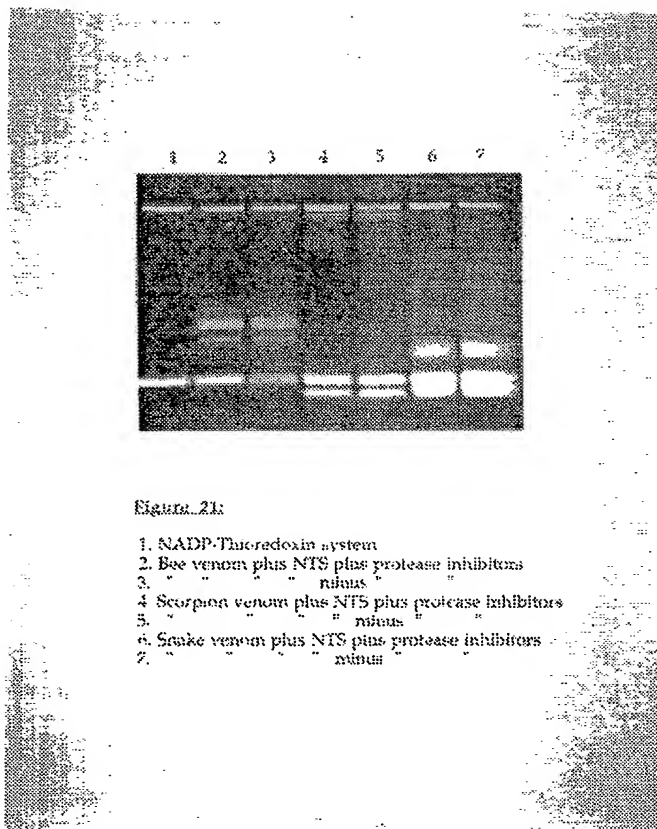 1 2 3 4 5 6 7
Figure 21:
1. NADP-Thioredoxin system
2. Bee venom plus NTS plus protease inhibitors
3. " " " " minus " "
4 Scorpion venom plus NTS plus protease inhibitors
5. " " " " minus " "
6. Snake venom plus NTS plus protease inhibitors
7. " " " " minus " "